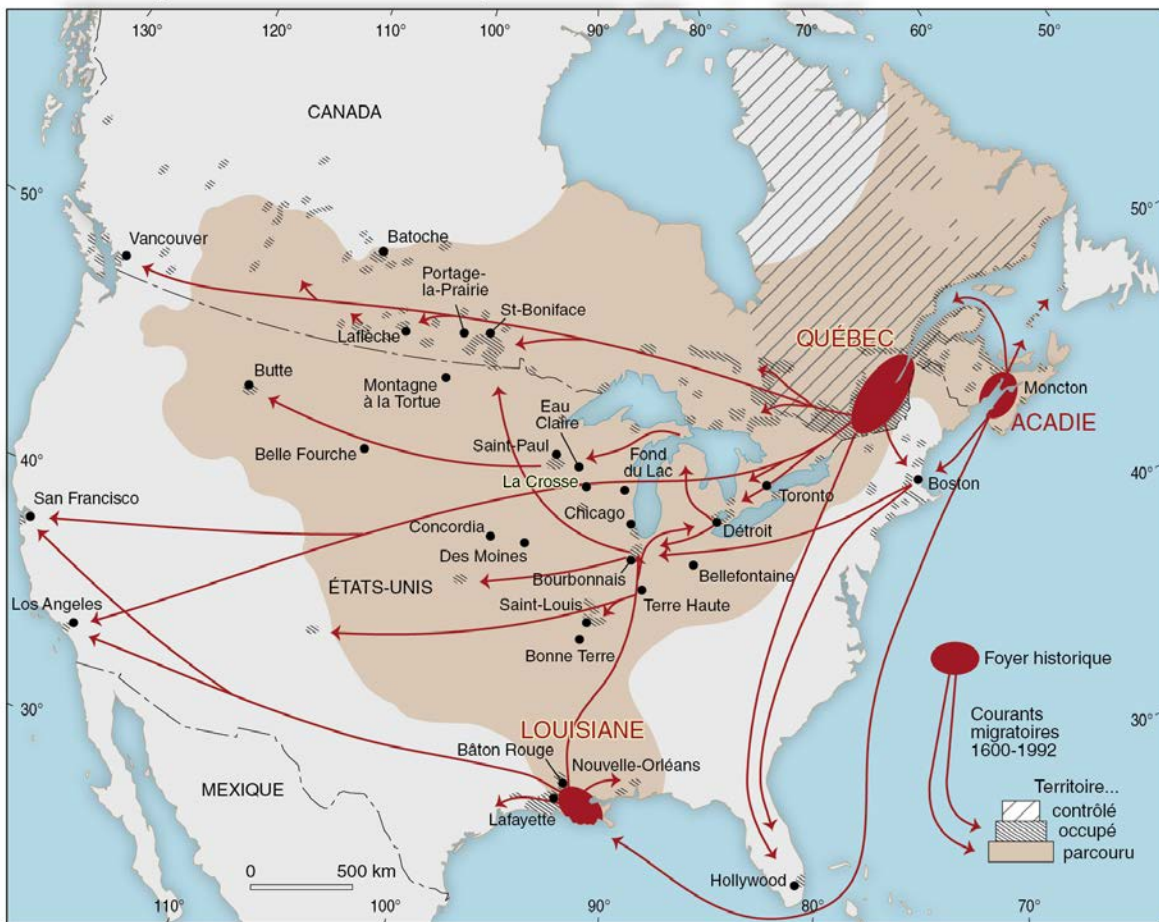 130°
120°
110°
100°
90°
80°
70°
60°
50°
CANADA
50°
50°
Vancouver
Batoche
Portage-
la-Prairie
St-Boniface
Laflèche
QUÉBEC
Butte
Montagne
à la Tortue
Eau
Claire
Moncton
ACADIE
Belle Fourche
Saint-Paul
Fond
du Lac
40°
40°
La Crosse
Toronto
Boston
San Francisco
Chicago
Concordia
Détroit
Des Moines
Bourbonnais
Bellefontaine
ÉTATS-UNIS
Los Angeles
Saint-Louis
Terre Haute
Bonne Terre
Foyer historique
30°
30°
LOUISIANE
Courants
migratoires
1600-1992
Bâton Rouge
Nouvelle-Orléans
MEXIQUE
Territoire...
contrôlé
occupé
parcouru
Lafayette
0
500 km
Hollywood
110°
100°
90°
80°
70°